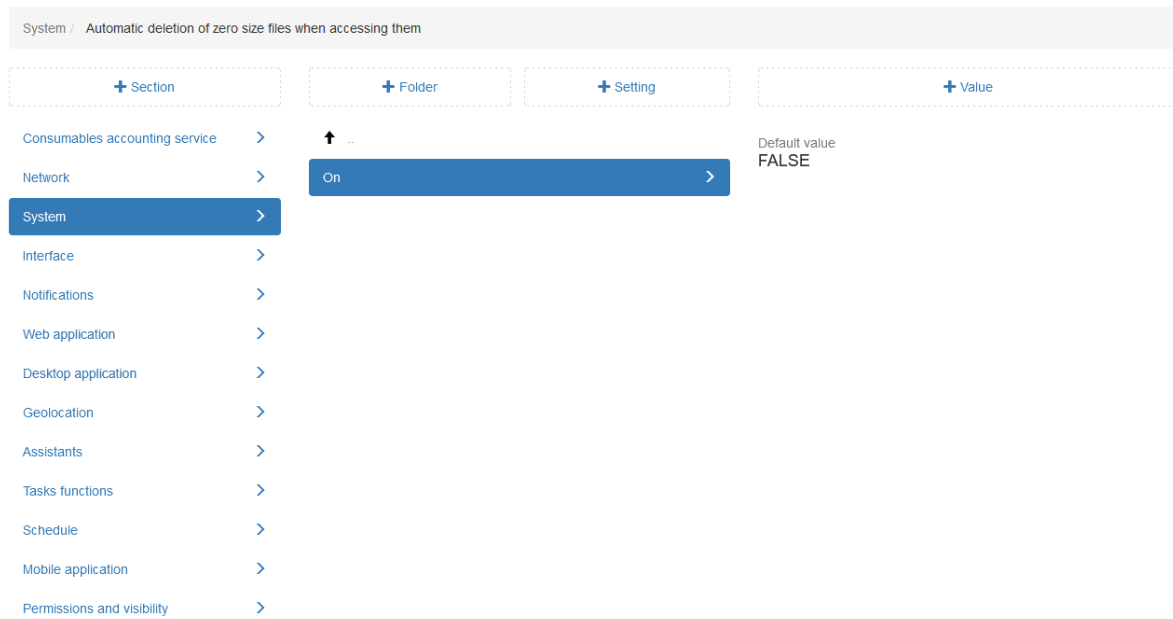 System / Automatic deletion of zero size files when accessing them
+ Section
+ Folder
+ Setting
+ Value
Consumables accounting service
Network
System
Interface
Notifications
Web application
Desktop application
Geolocation
Assistants
Tasks functions
Schedule
Mobile application
Permissions and visibility
..
On
Default value
FALSE